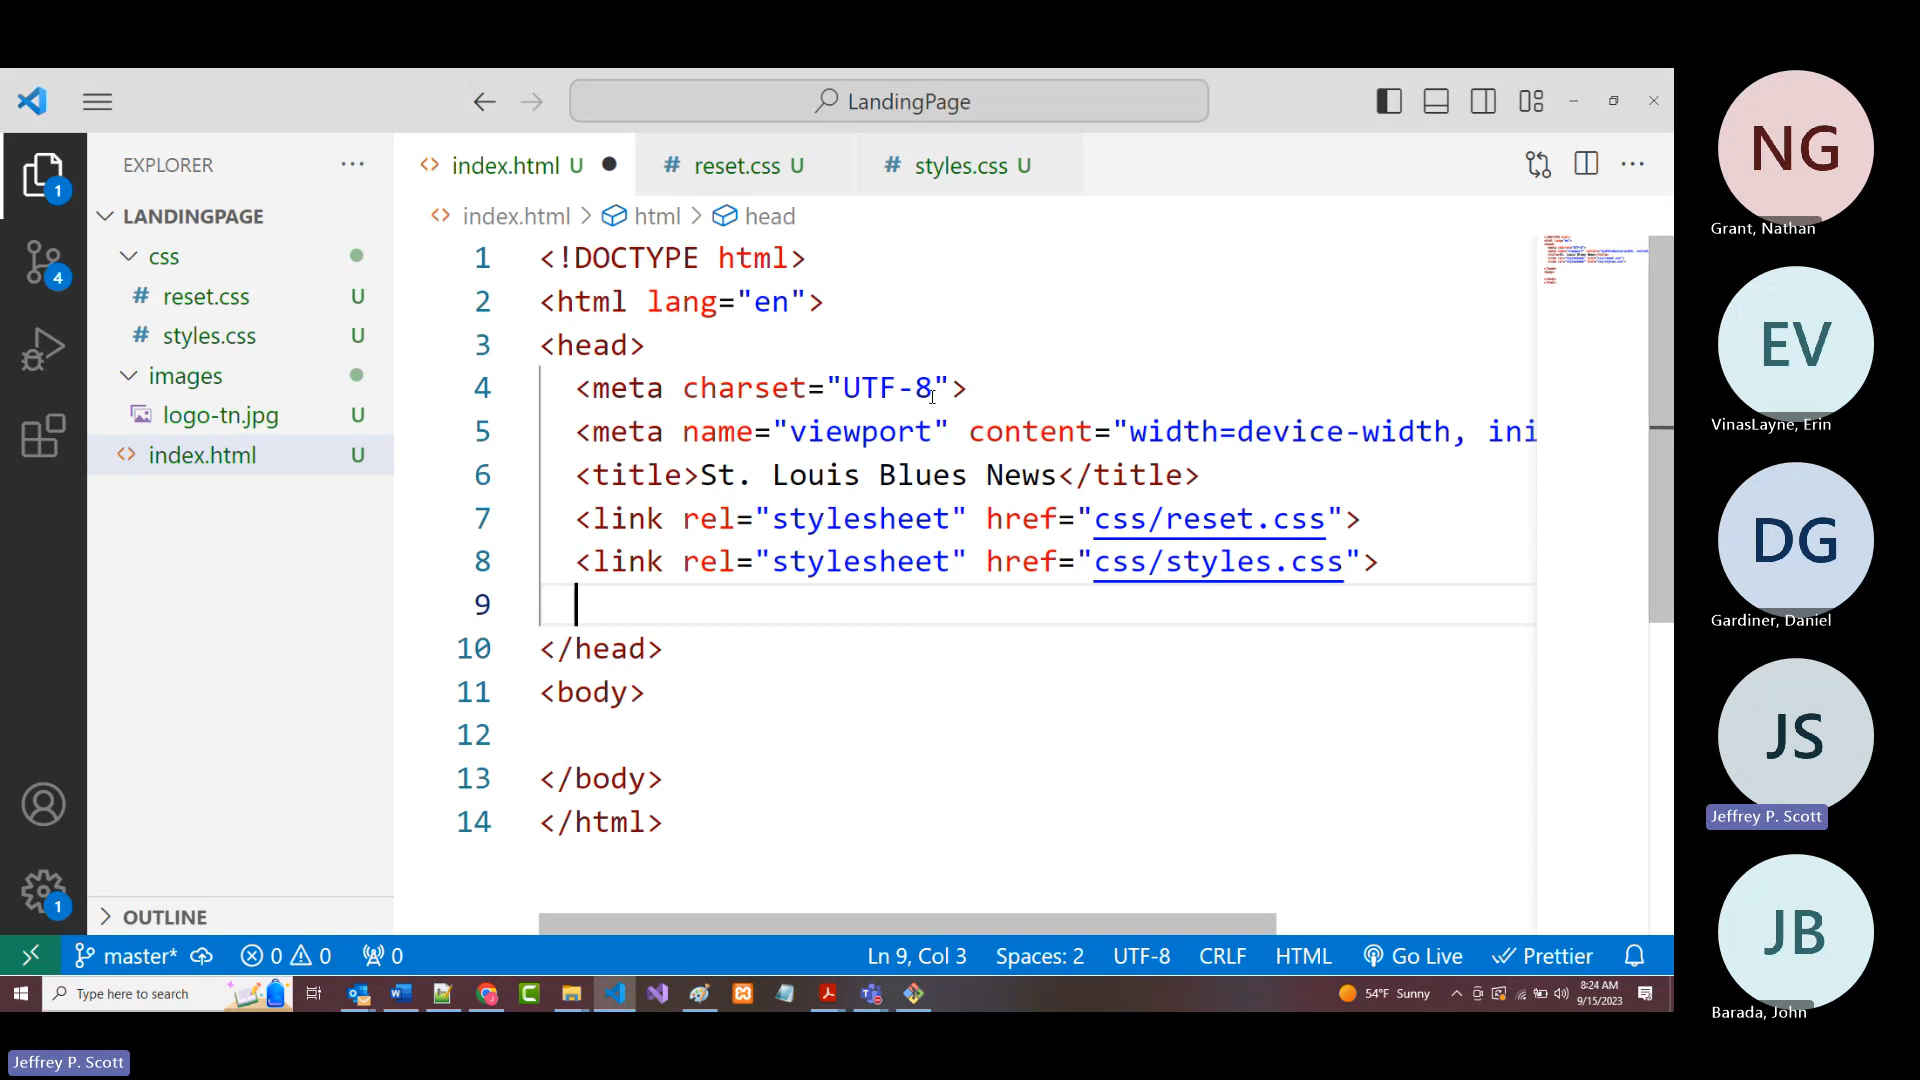 LandingPage
EXPLORER
index.html U
# reset.css U
# styles.css U
1
LANDINGPAGE
index.html > html > head
css
# reset.css U
# styles.css U
images
logo-tn.jpg U
index.html U
4
1
OUTLINE
1 <!DOCTYPE html>
2 <html lang="en">
3 <head>
4 <meta charset="UTF-8">
5 <meta name="viewport" content="width=device-width, ini
6 <title>St. Louis Blues News</title>
7 <link rel="stylesheet" href="css/reset.css">
8 <link rel="stylesheet" href="css/styles.css">
9
10 </head>
11 <body>
12
13 </body>
14 </html>
master* 0 0 0 Ln 9, Col 3 Spaces: 2 UTF-8 CRLF HTML Go Live Prettier
Type here to search
54°F Sunny
8:24 AM
9/15/2023
NG
Grant, Nathan
EV
VinasLayne, Erin
DG
Gardiner, Daniel
JS
Jeffrey P. Scott
JB
Barada, John
Jeffrey P. Scott